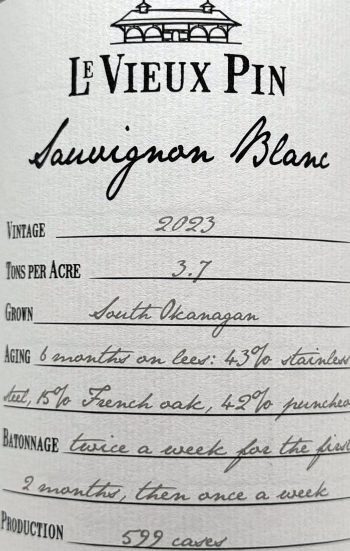 LE VIEUX PIN
Sauvignon Blanc
VINTAGE 2023
TONS PER ACRE 3.7
GROWN South Okanagan
AGING 6 months on lees: 43% stainless
steel, 15% French oak, 42% puncheo
BATONNAGE twice a week for the first
2 months, then once a week
PRODUCTION 599 cases